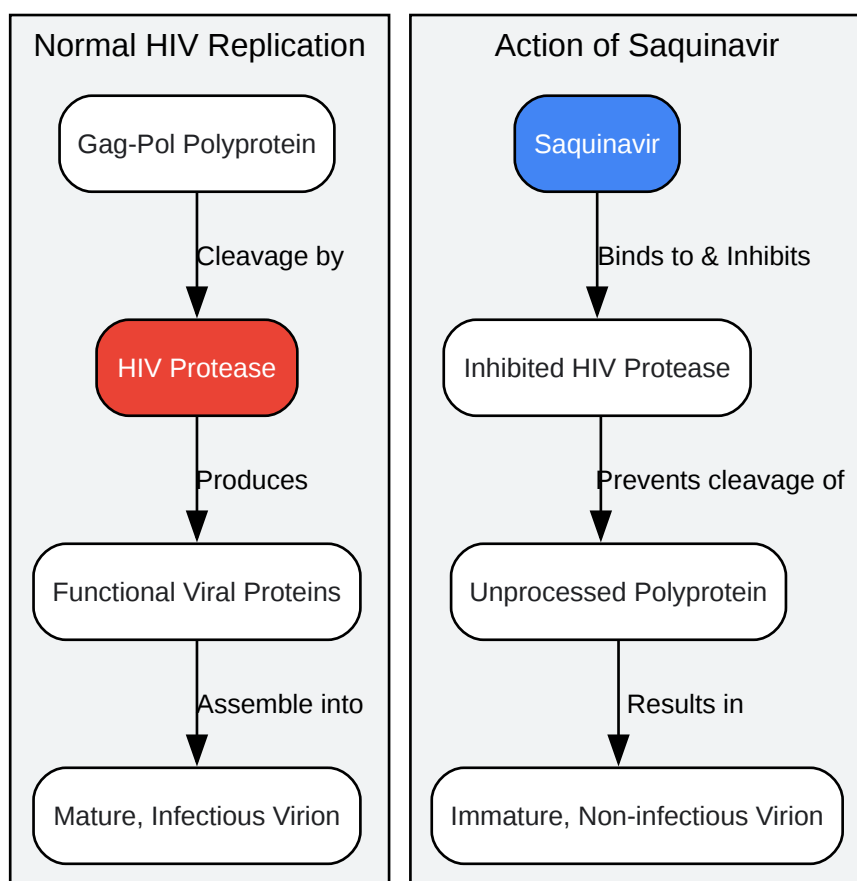 Normal HIV Replication
Gag-Pol Polyprotein
Cleavage by
HIV Protease
Produces
Functional Viral Proteins
Assemble into
Mature, Infectious Virion
Action of Saquinavir
Saquinavir
Binds to & Inhibits
Inhibited HIV Protease
Prevents cleavage of
Unprocessed Polyprotein
Results in
Immature, Non-infectious Virion